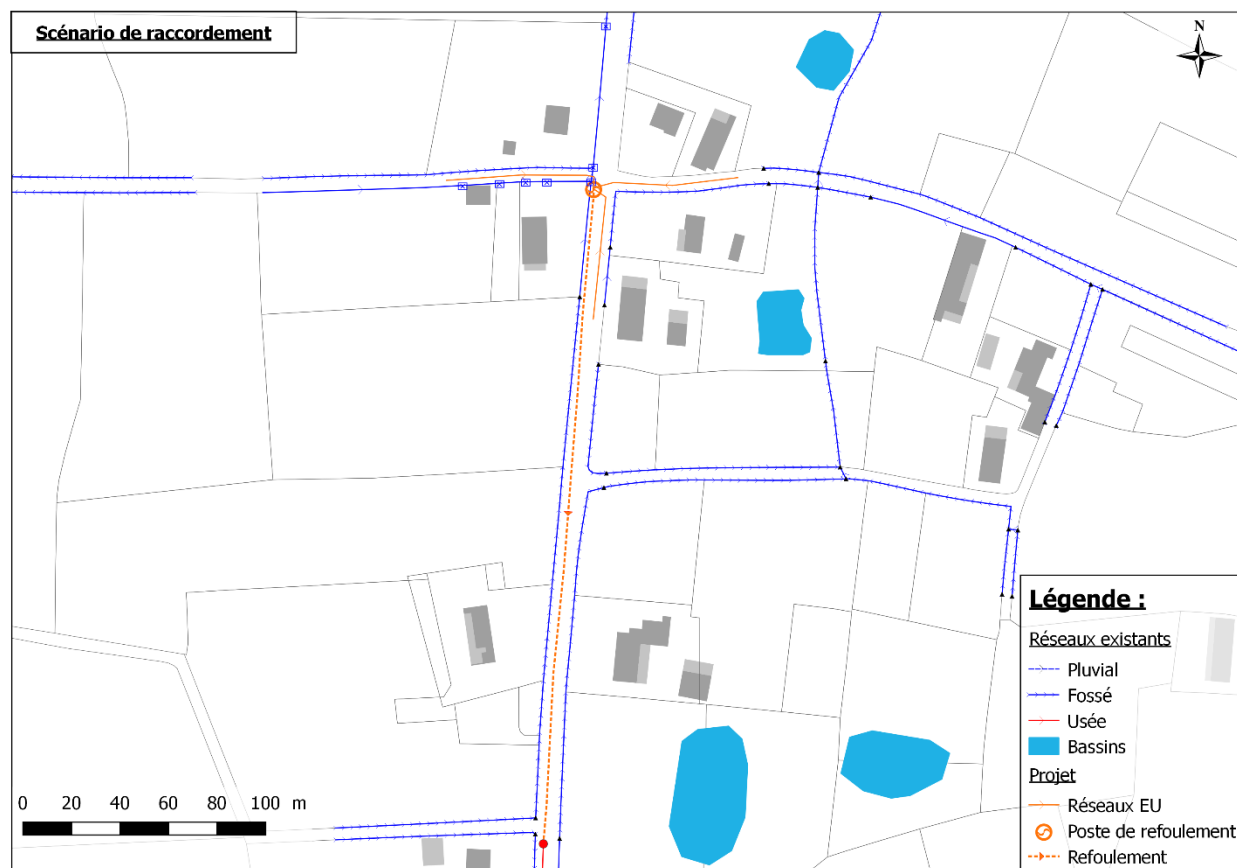 Scénario de raccordement
N
Légende :
Réseaux existants
Pluvial
Fossé
Usée
Bassins
Projet
Réseaux EU
Poste de refoulement
Refoulement
0 20 40 60 80 100 m